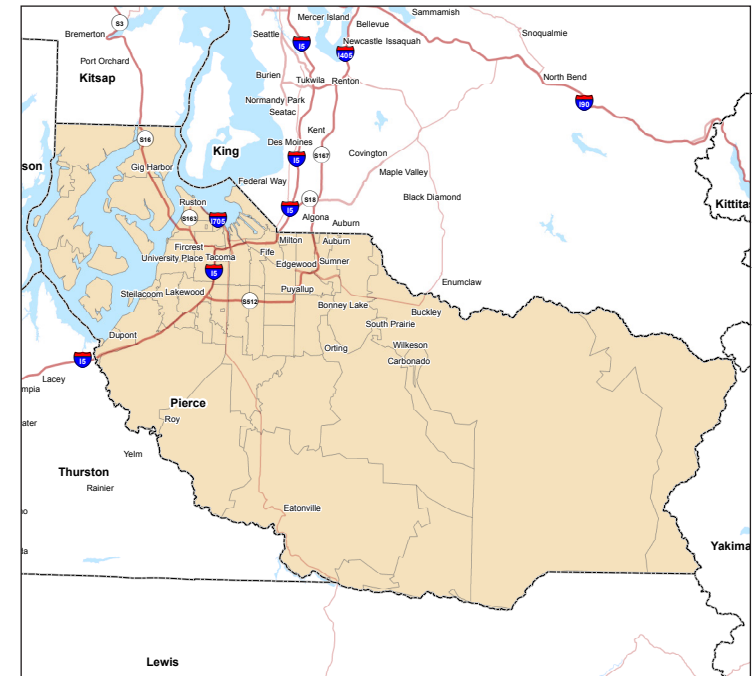 Sammamish
Mercer Island
S3
Bellevue
Bremerton
Seattle
Snoqualmie
I5
Newcastle Issaquah
I405
Port Orchard
Kitsap
Burien
Tukwila
Renton
North Bend
Normandy Park
I90
Seatac
Kent
S16
Des Moines
King
S167
Covington
I5
son
Gig Harbor
Maple Valley
Federal Way
Black Diamond
Ruston
S18
Kittitas
S163
I705
I5
Algona
Auburn
Milton
Auburn
Fircrest
Fife
University Place
Tacoma
Edgewood
Sumner
I5
Enumclaw
Steilacoom
Lakewood
Puyallup
S512
Bonney Lake
Buckley
South Prairie
Dupont
Wilkeson
Orting
I5
Carbonado
Lacey
mpia
Pierce
Roy
ater
Yelm
Thurston
Rainier
Eatonville
no
Yakima
la
Lewis